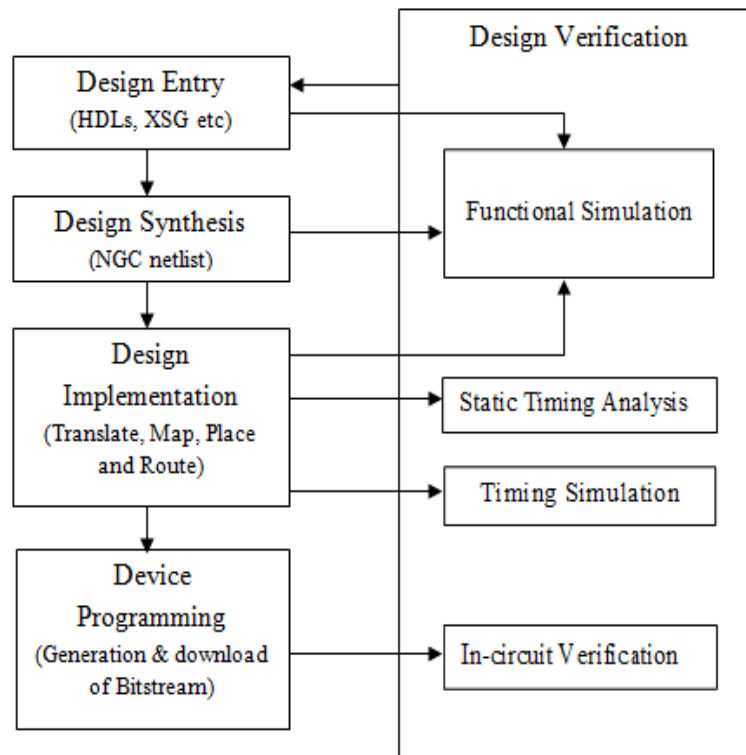 Design Verification
Design Entry
(HDLs, XSG etc)
Functional Simulation
Design Synthesis
(NGC netlist)
Design
Implementation
(Translate, Map, Place
and Route)
Static Timing Analysis
Timing Simulation
Device
Programming
(Generation & download
of Bitstream)
In-circuit Verification